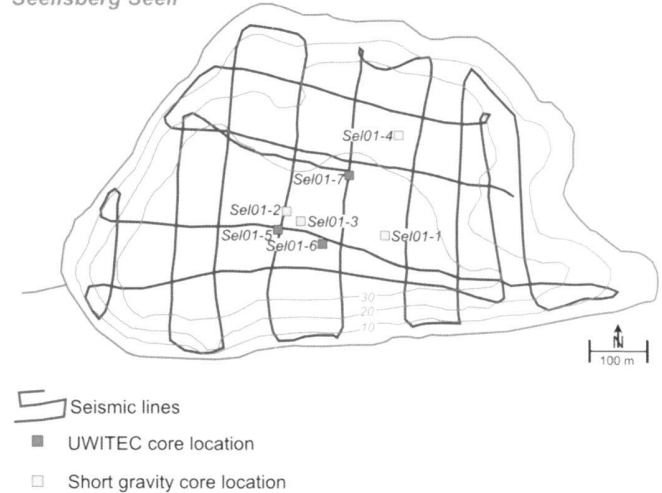 Seelisberg Seeli
Sel01-4
Sel01-7
Sel01-2
Sel01-3
Sel01-5
Sel01-6
Sel01-1
30
20
10
N
100 m
Seismic lines
UWITEC core location
Short gravity core location